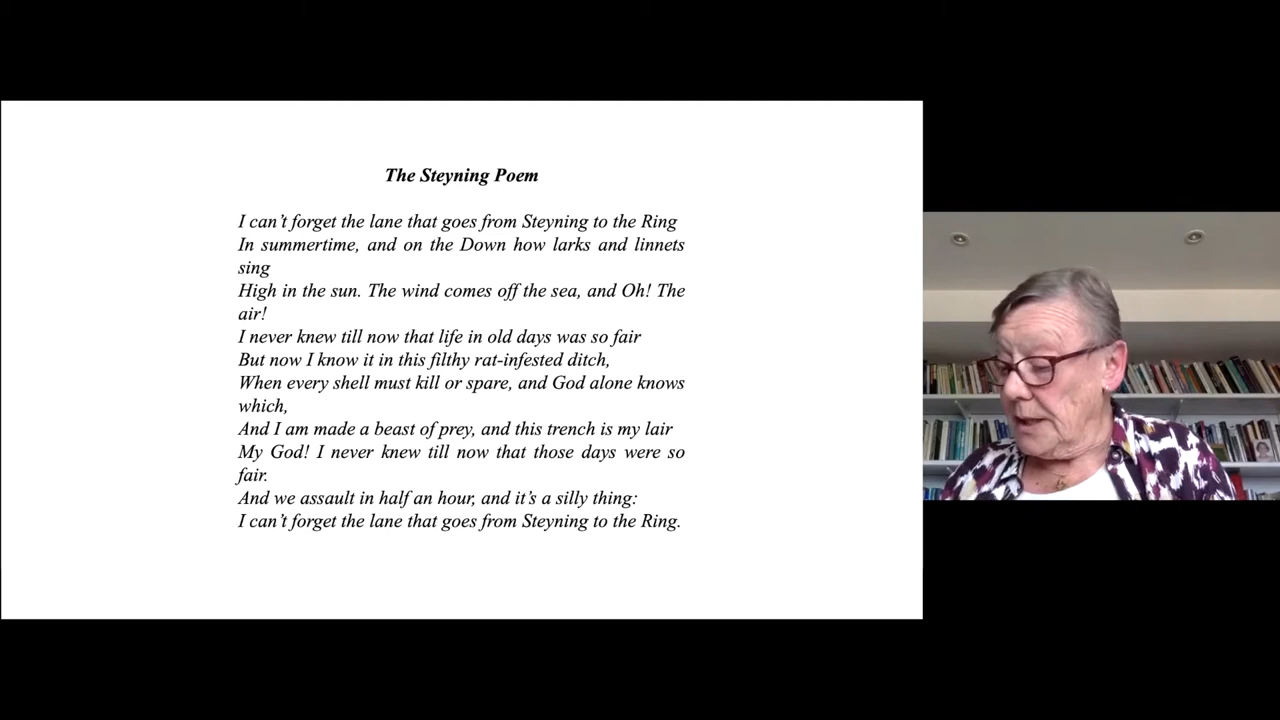 The Steyning Poem
I can't forget the lane that goes from Steyning to the Ring
In summertime, and on the Down how larks and linnets
sing
High in the sun. The wind comes off the sea, and Oh! The
air!
I never knew till now that life in old days was so fair
But now I know it in this filthy rat-infested ditch,
When every shell must kill or spare, and God alone knows
which,
And I am made a beast of prey, and this trench is my lair
My God! I never knew till now that those days were so
fair.
And we assault in half an hour, and it's a silly thing:
I can't forget the lane that goes from Steyning to the Ring.